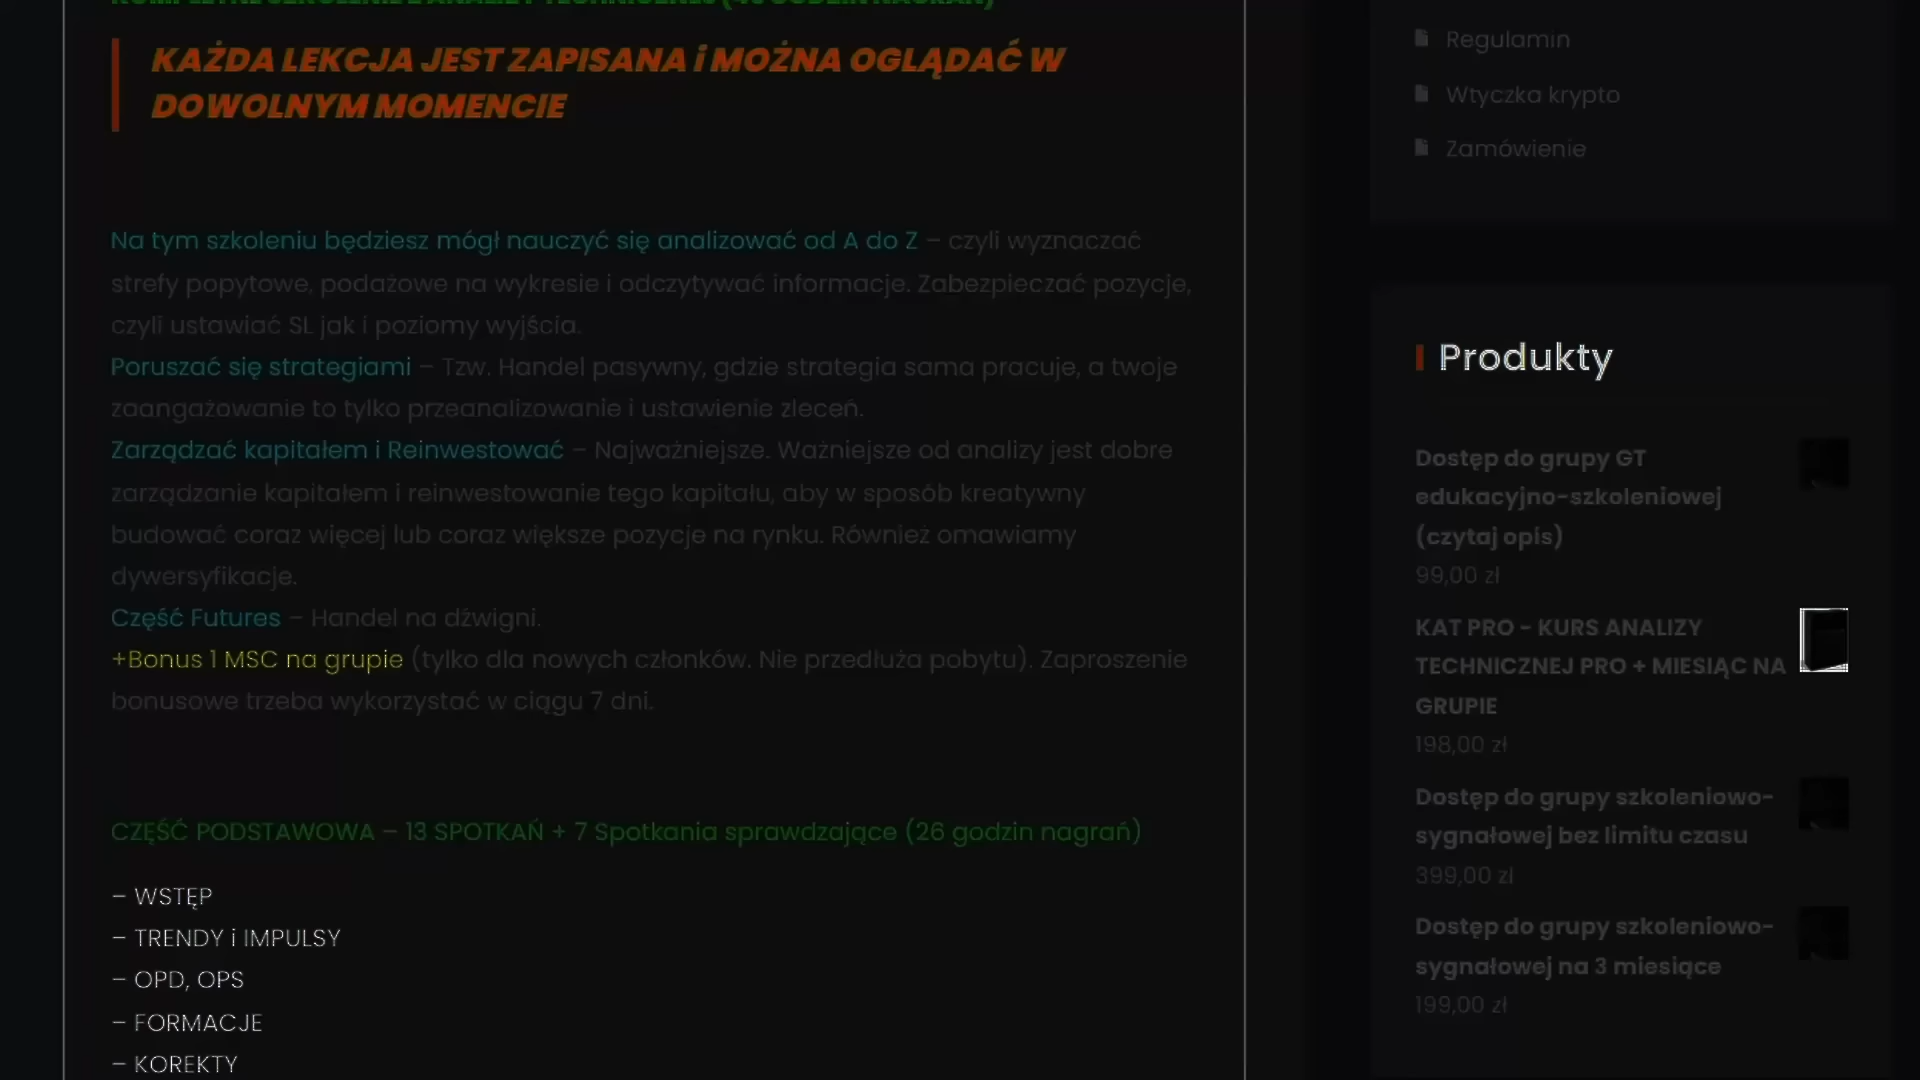 KAŻDA LEKCJA JEST ZAPISANA i MOŻNA OGLĄDAĆ W
DOWOLNYM MOMENCIE
Na tym szkoleniu będziesz mógł nauczyć się analizować od A do Z – czyli wyznaczać
strefy popytowe, podażowe na wykresie i odczytywać informacje. Zabezpieczać pozycje,
czyli ustawiać SL jak i poziomy wyjścia.
Poruszać się strategiami – Tzw. Handel pasywny, gdzie strategia sama pracuje, a twoje
zaangażowanie to tylko przeanalizowanie i ustawienie zleceń.
Zarządzać kapitałem i Reinwestować – Najważniejsze. Ważniejsze od analizy jest dobre
zarządzanie kapitałem i reinwestowanie tego kapitału, aby w sposób kreatywny
budować coraz więcej lub coraz większe pozycje na rynku. Również omawiamy
dywersyfikacje.
Część Futures – Handel na dźwigni.
+Bonus 1 MSC na grupie (tylko dla nowych członków. Nie przedłuża pobytu). Zaproszenie
bonusowe trzeba wykorzystać w ciągu 7 dni.
CZĘŚĆ PODSTAWOWA – 13 SPOTKAŃ + 7 Spotkania sprawdzające (26 godzin nagrań)
– WSTĘP
– TRENDY i IMPULSY
– OPD, OPS
– FORMACJE
– KOREKTY
Regulamin
Wtyczka krypto
Zamówienie
Produkty
Dostęp do grupy GT
edukacyjno-szkoleniowej
(czytaj opis)
99,00 zł
KAT PRO - KURS ANALIZY
TECHNICZNEJ PRO + MIESIĄC NA
GRUPIE
198,00 zł
Dostęp do grupy szkoleniowo-
sygnałowej bez limitu czasu
399,00 zł
Dostęp do grupy szkoleniowo-
sygnałowej na 3 miesiące
199,00 zł